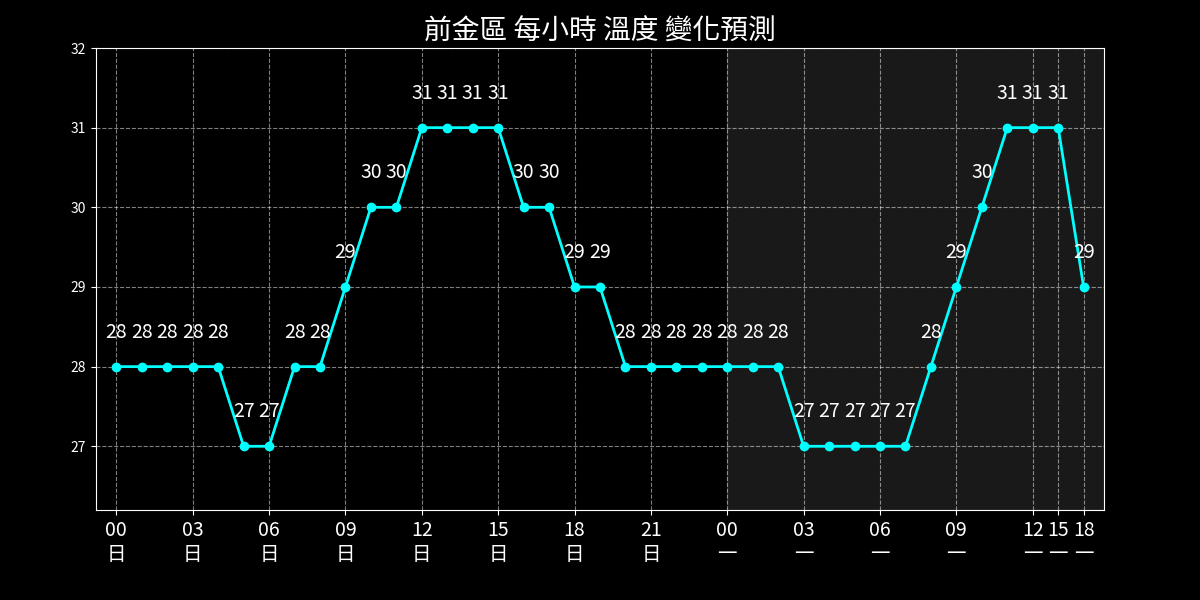 前金區 每小時 溫度 變化預測
32
31 31 31 31 31 31 31
31
30 30 30 30 30
30
29 29 29 29 29
29
28 28 28 28 28 28 28 28 28 28 28 28 28 28 28
28
27 27 27 27 27 27 27
27
00 03 06 09 12 15 18 21 00 03 06 09 12 15 18
日 日 日 日 日 日 日 日 一 一 一 一 一 一 一